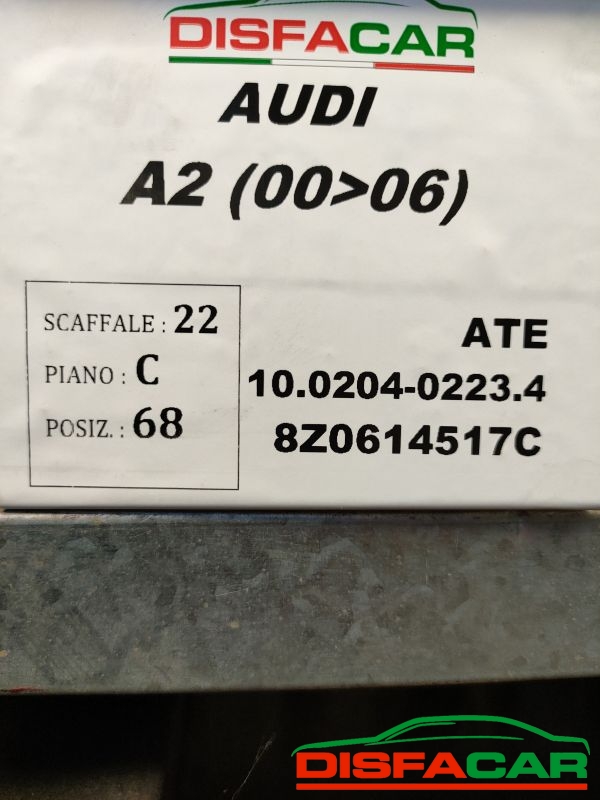 DISFACAR
AUDI
A2 (00>06)
SCAFFALE : 22
PIANO : C
POSIZ. : 68
ATE
10.0204-0223.4
8Z0614517C
DISFACAR